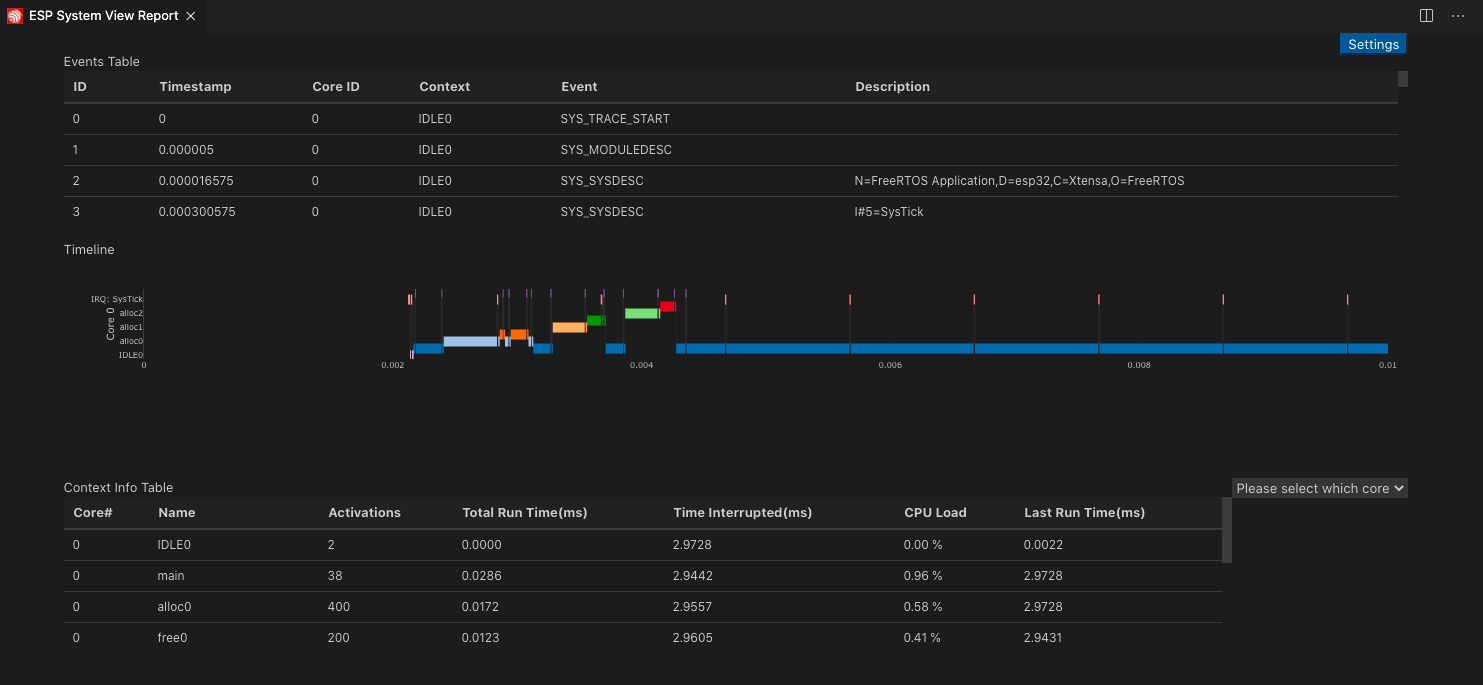 ESP System View Report
Settings
Events Table
ID Timestamp Core ID Context Event Description
0 0 0 IDLE0 SYS_TRACE_START
1 0.000005 0 IDLE0 SYS_MODULEDESC
2 0.000016575 0 IDLE0 SYS_SYSDESC N=FreeRTOS Application,D=esp32,C=Xtensa,O=FreeRTOS
3 0.000300575 0 IDLE0 SYS_SYSDESC I#5=SysTick
Timeline
Core 0
IRQ: SysTick
alloc2
alloc1
alloc0
IDLE0
0 0.002 0.004 0.006 0.008 0.01
Context Info Table
Please select which core
Core# Name Activations Total Run Time(ms) Time Interrupted(ms) CPU Load Last Run Time(ms)
0 IDLE0 2 0.0000 2.9728 0.00 % 0.0022
0 main 38 0.0286 2.9442 0.96 % 2.9728
0 alloc0 400 0.0172 2.9557 0.58 % 2.9728
0 free0 200 0.0123 2.9605 0.41 % 2.9431